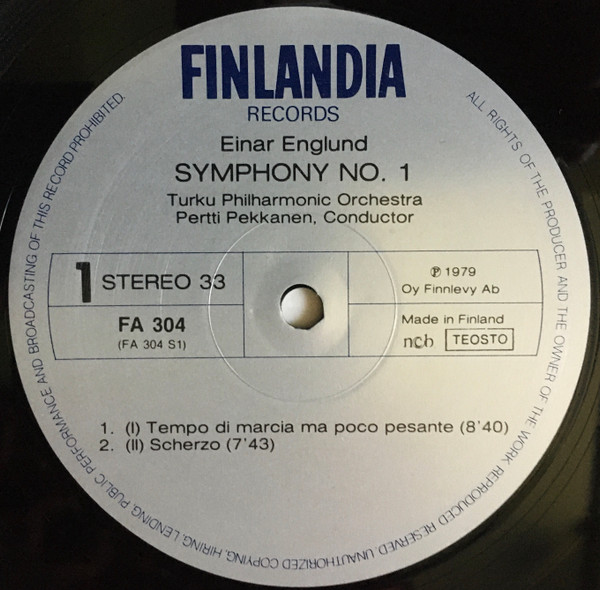 FINLANDIA
RECORDS
Einar Englund
SYMPHONY NO. 1
Turku Philharmonic Orchestra
Pertti Pekkanen, Conductor
1 STEREO 33
FA 304
(FA 304 S1)
℗ 1979
Oy Finnlevy Ab
Made in Finland
ncb TEOSTO
1. (I) Tempo di marcia ma poco pesante (8'40)
2. (II) Scherzo (7'43)
ALL RIGHTS OF THE PRODUCER AND THE OWNER OF THE WORK REPRODUCED RESERVED. UNAUTHORIZED COPYING, HIRING, LENDING, PUBLIC PERFORMANCE AND BROADCASTING OF THIS RECORD PROHIBITED.